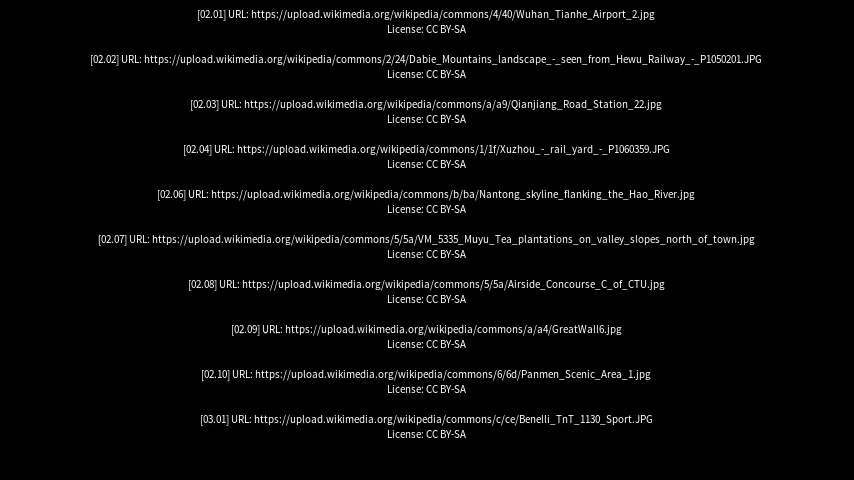 [02.01] URL: https://upload.wikimedia.org/wikipedia/commons/4/40/Wuhan_Tianhe_Airport_2.jpg
License: CC BY-SA
[02.02] URL: https://upload.wikimedia.org/wikipedia/commons/2/24/Dabie_Mountains_landscape_-_seen_from_Hewu_Railway_-_P1050201.JPG
License: CC BY-SA
[02.03] URL: https://upload.wikimedia.org/wikipedia/commons/a/a9/Qianjiang_Road_Station_22.jpg
License: CC BY-SA
[02.04] URL: https://upload.wikimedia.org/wikipedia/commons/1/1f/Xuzhou_-_rail_yard_-_P1060359.JPG
License: CC BY-SA
[02.06] URL: https://upload.wikimedia.org/wikipedia/commons/b/ba/Nantong_skyline_flanking_the_Hao_River.jpg
License: CC BY-SA
[02.07] URL: https://upload.wikimedia.org/wikipedia/commons/5/5a/VM_5335_Muyu_Tea_plantations_on_valley_slopes_north_of_town.jpg
License: CC BY-SA
[02.08] URL: https://upload.wikimedia.org/wikipedia/commons/5/5a/Airside_Concourse_C_of_CTU.jpg
License: CC BY-SA
[02.09] URL: https://upload.wikimedia.org/wikipedia/commons/a/a4/GreatWall6.jpg
License: CC BY-SA
[02.10] URL: https://upload.wikimedia.org/wikipedia/commons/6/6d/Panmen_Scenic_Area_1.jpg
License: CC BY-SA
[03.01] URL: https://upload.wikimedia.org/wikipedia/commons/c/ce/Benelli_TnT_1130_Sport.JPG
License: CC BY-SA